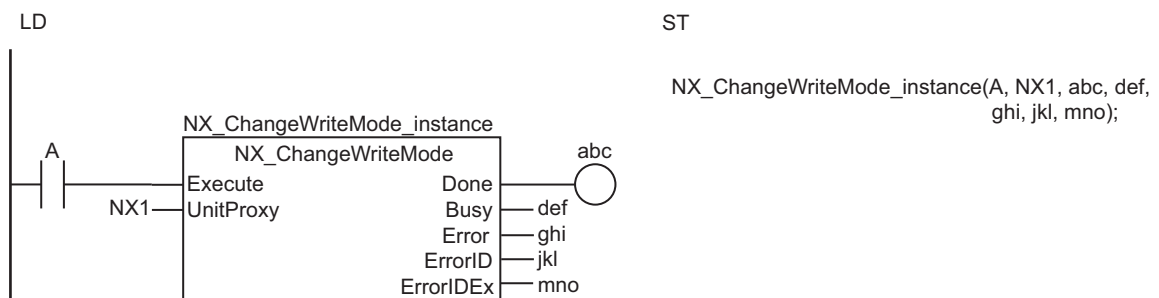 LD
ST
NX_ChangeWriteMode_instance(A, NX1, abc, def,
ghi, jkl, mno);
NX_ChangeWriteMode_instance
A
NX_ChangeWriteMode
abc
Execute
Done
NX1
UnitProxy
Busy
def
Error
ghi
ErrorID
jkl
ErrorIDEx
mno